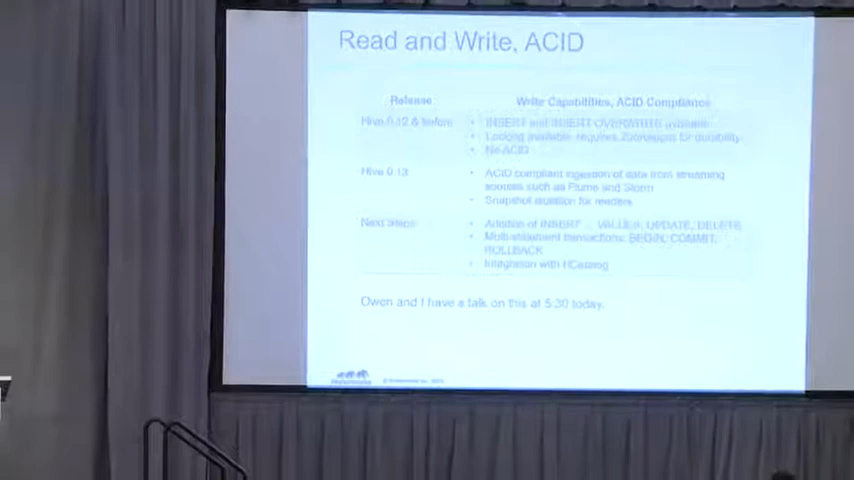 Read and Write, ACID
Release Write Capabilities, ACID Compliance
Hive 0.12 & before • INSERT and INSERT OVERWRITE available
• Locking available, requires ZooKeeper for durability
• No ACID
Hive 0.13 • ACID compliant ingestion of data from streaming
sources such as Flume and Storm
• Snapshot isolation for readers
Next Steps • Addition of INSERT ... VALUES, UPDATE, DELETE
• Multi-statement transactions: BEGIN, COMMIT,
ROLLBACK
• Integration with HCatalog
Owen and I have a talk on this at 5:30 today.